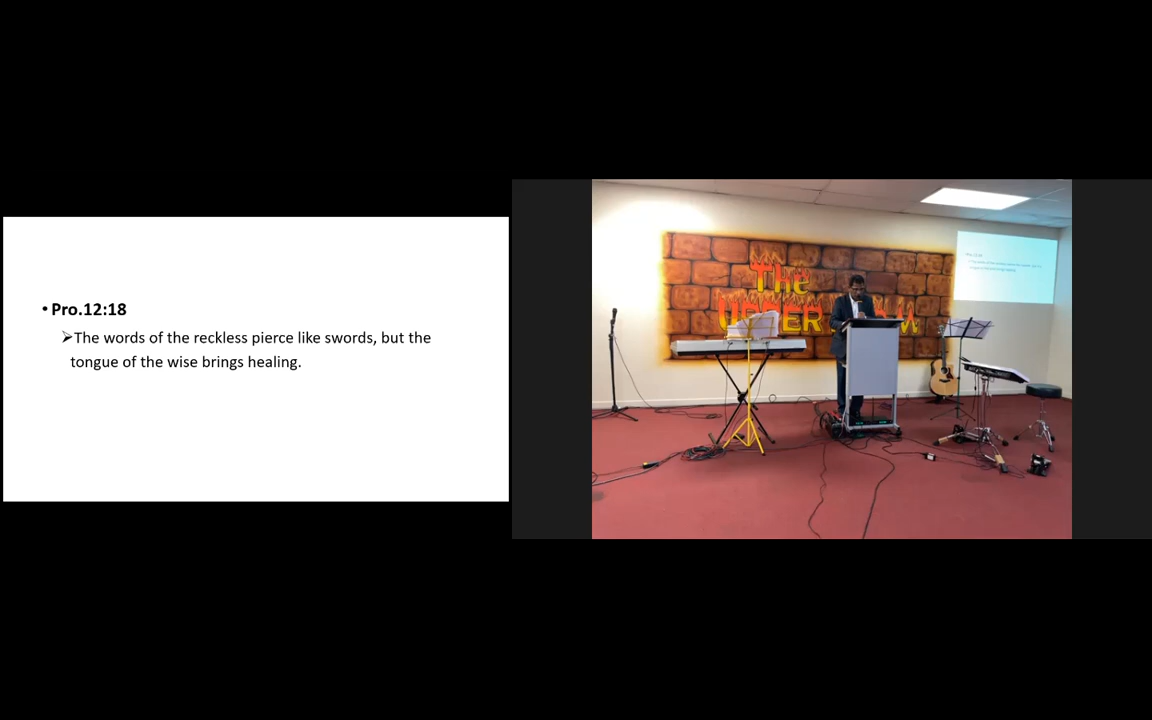 • Pro.12:18
➢The words of the reckless pierce like swords, but the
tongue of the wise brings healing.
The